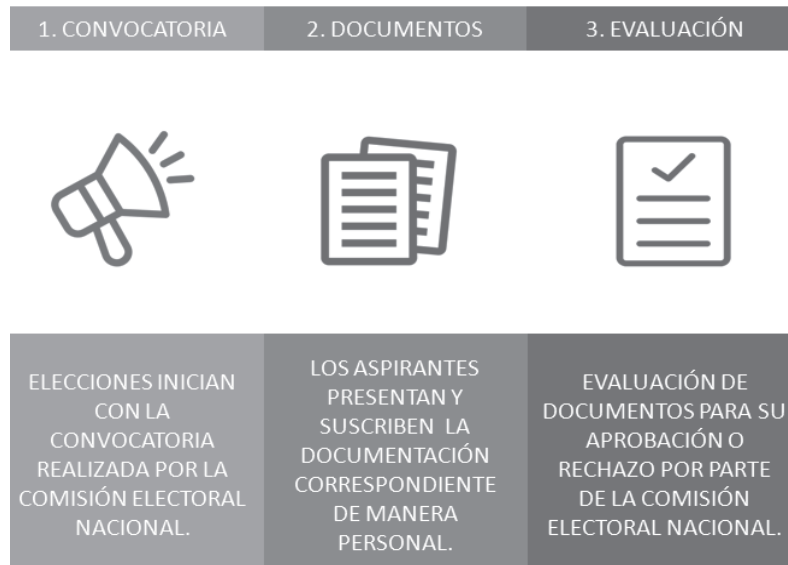 1. CONVOCATORIA
2. DOCUMENTOS
3. EVALUACIÓN
ELECCIONES INICIAN
CON LA
CONVOCATORIA
REALIZADA POR LA
COMISIÓN ELECTORAL
NACIONAL.
LOS ASPIRANTES
PRESENTAN Y
SUSCRIBEN LA
DOCUMENTACIÓN
CORRESPONDIENTE
DE MANERA
PERSONAL.
EVALUACIÓN DE
DOCUMENTOS PARA SU
APROBACIÓN O
RECHAZO POR PARTE
DE LA COMISIÓN
ELECTORAL NACIONAL.